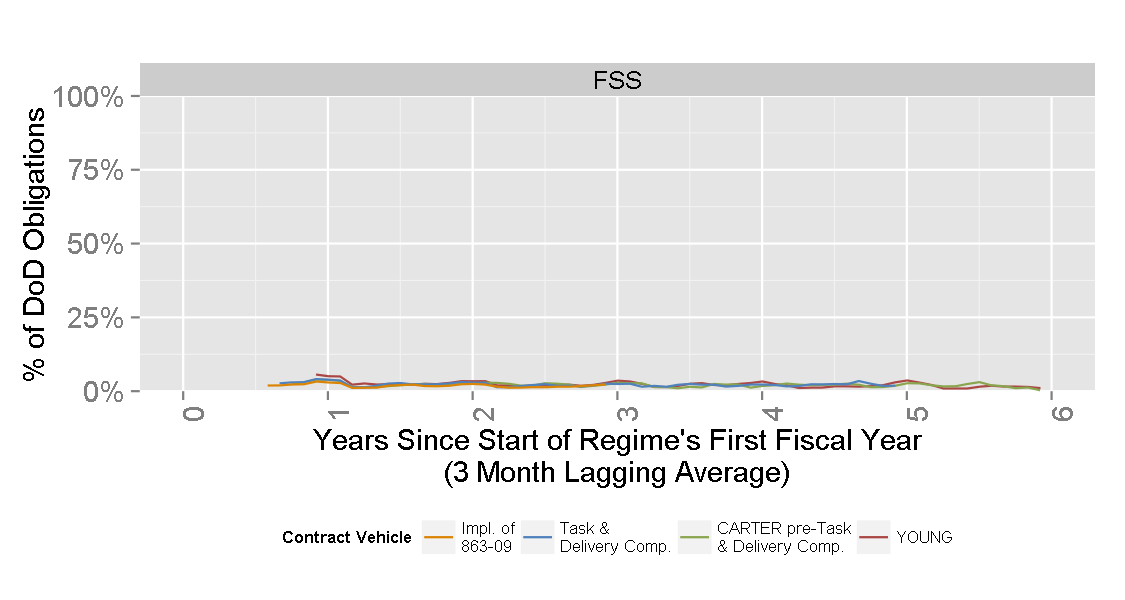 FSS
100%
75%
50%
25%
0%
% of DoD Obligations
0 1 2 3 4 5 6
Years Since Start of Regime's First Fiscal Year
(3 Month Lagging Average)
Contract Vehicle
Impl. of
863-09
Task &
Delivery Comp.
CARTER pre-Task
& Delivery Comp.
YOUNG